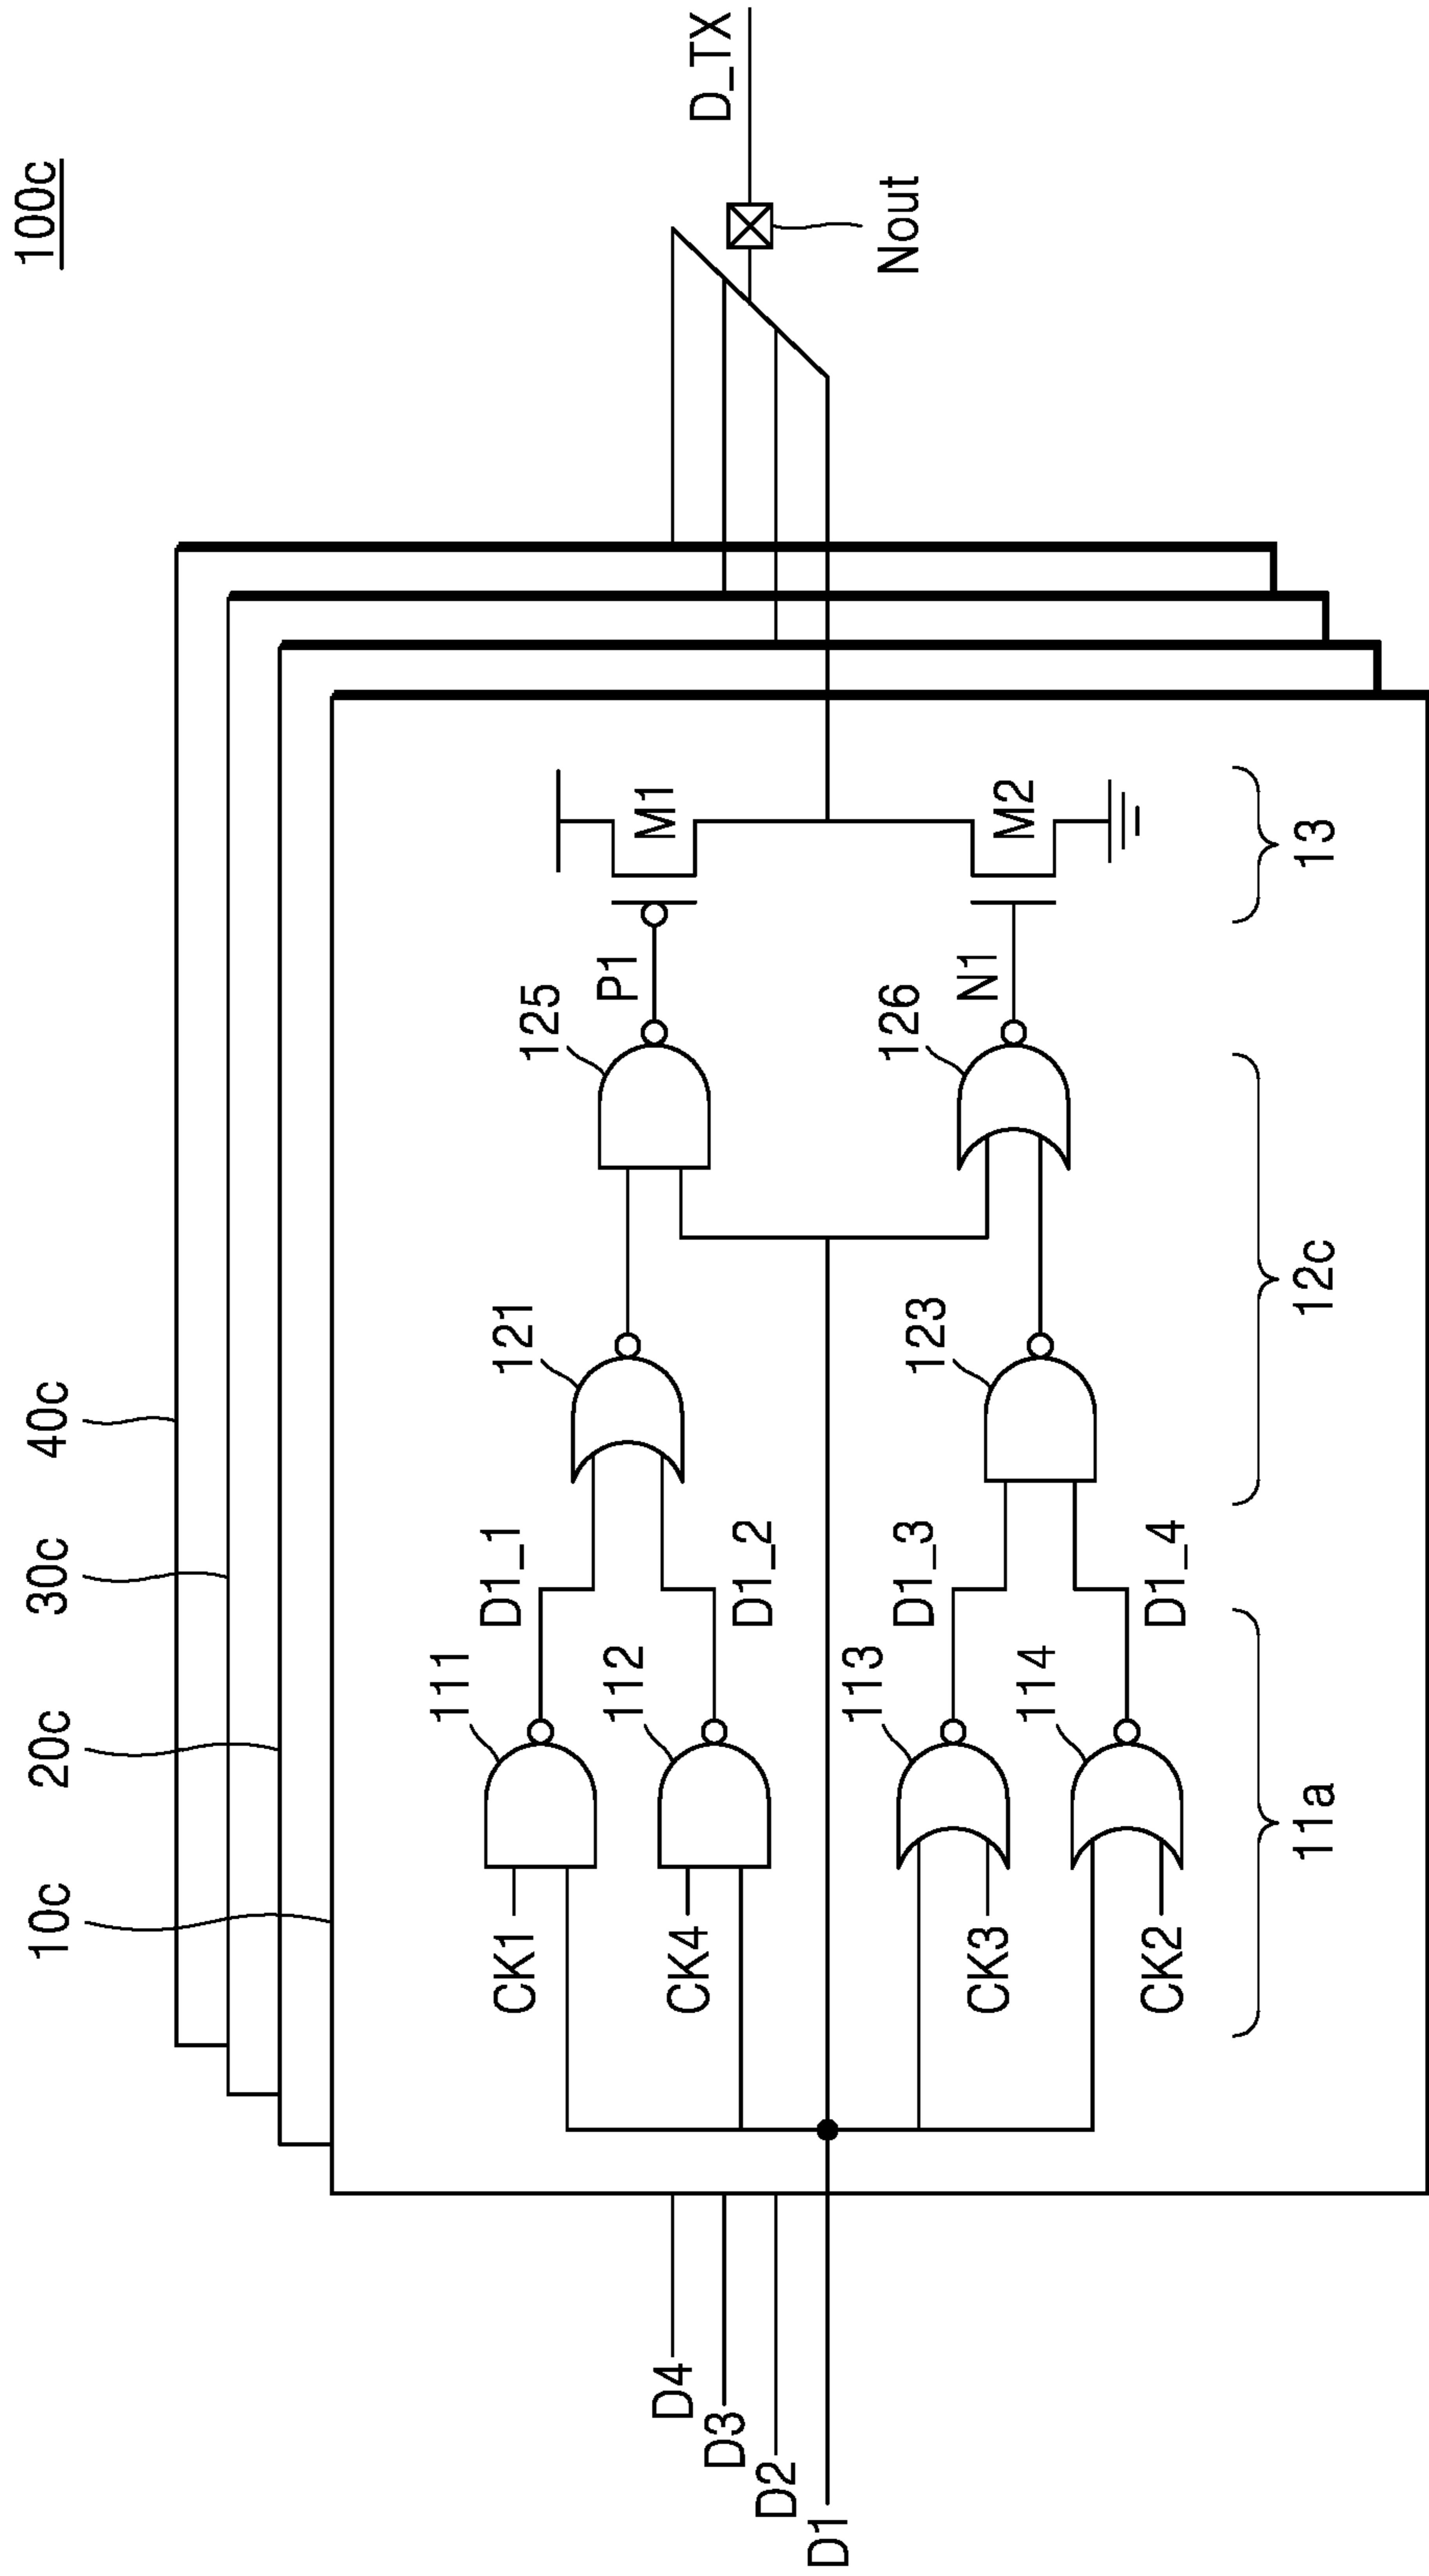 100c
10c
20c
30c
40c
D4
D3
D2
D1
CK1
CK4
CK3
CK2
111
112
113
114
D1_1
D1_2
D1_3
D1_4
121
123
125
126
P1
N1
M1
M2
11a
12c
13
Nout
D_TX